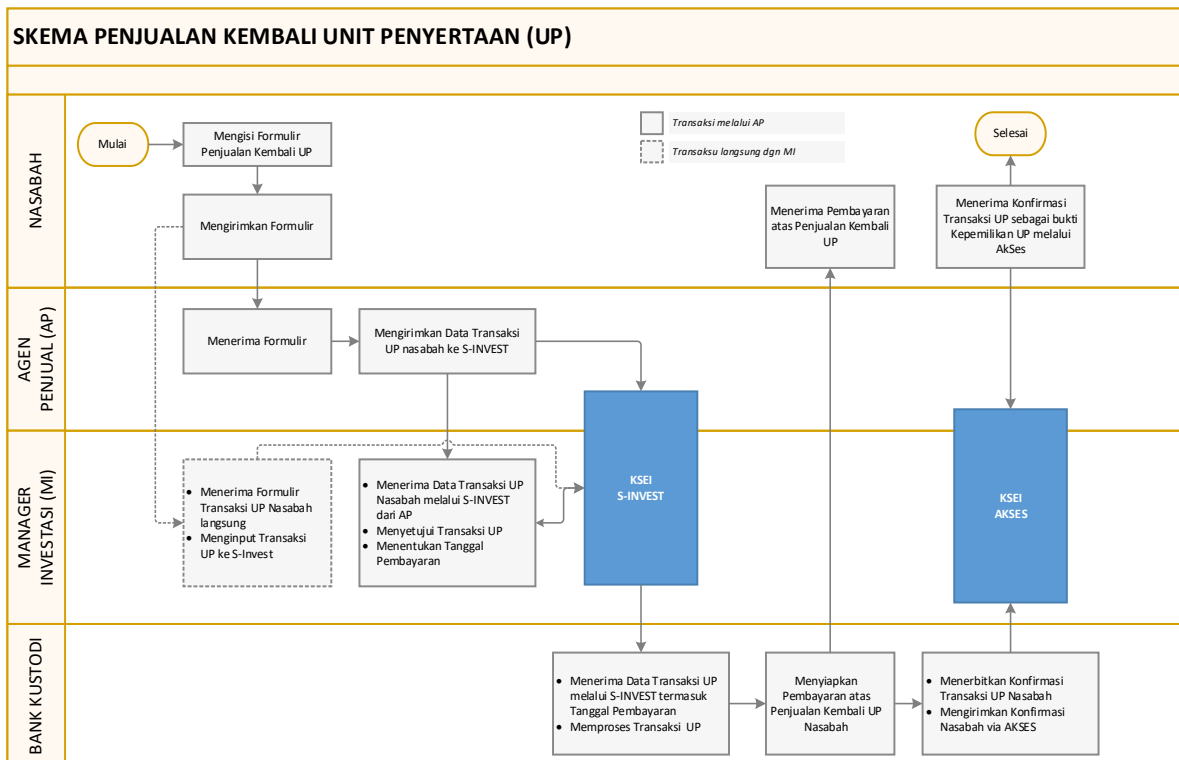 SKEMA PENJUALAN KEMBALI UNIT PENYERTAAN (UP)
NASABAH
Mulai
Mengisi Formulir
Penjualan Kembali UP
Mengirimkan Formulir
Transaksi melalui AP
Transaksu langsung dgn MI
Menerima Pembayaran
atas Penjualan Kembali
UP
Selesai
Menerima Konfirmasi
Transaksi UP sebagai bukti
Kepemilikan UP melalui
AkSes
AGEN
PENJUAL (AP)
Menerima Formulir
Mengirimkan Data Transaksi
UP nasabah ke S-INVEST
MANAGER
INVESTASI (MI)
• Menerima Formulir
Transaksi UP Nasabah
langsung
• Menginput Transaksi
UP ke S-Invest
• Menerima Data Transaksi UP
Nasabah melalui S-INVEST
dari AP
• Menyetujui Transaksi UP
• Menentukan Tanggal
Pembayaran
KSEI
S-INVEST
KSEI
AKSES
BANK KUSTODI
• Menerima Data Transaksi UP
melalui S-INVEST termasuk
Tanggal Pembayaran
• Memproses Transaksi UP
Menyiapkan
Pembayaran atas
Penjualan Kembali UP
Nasabah
• Menerbitkan Konfirmasi
Transaksi UP Nasabah
• Mengirimkan Konfirmasi
Nasabah via AKSES